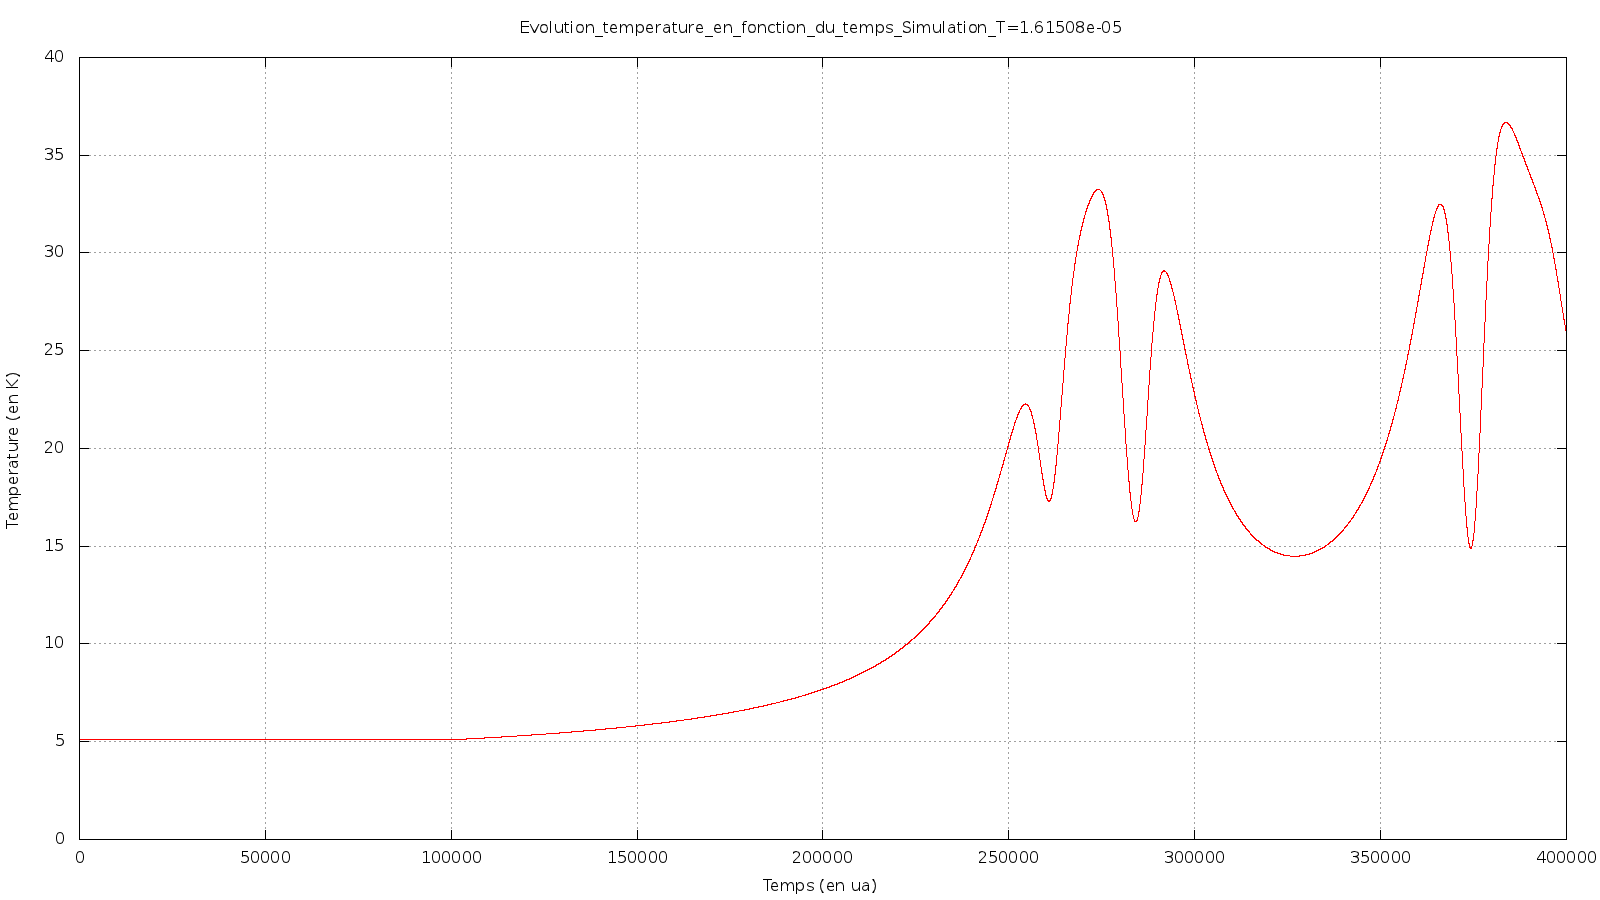 Evolution_temperature_en_fonction_du_temps_Simulation_T=1.61508e-05
40
35
30
25
20
15
10
5
0
Temperature (en K)
0 50000 100000 150000 200000 250000 300000 350000 400000
Temps (en ua)